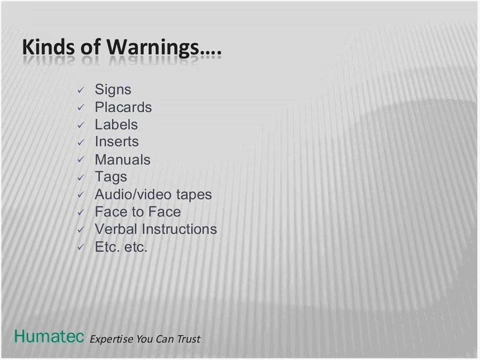 Kinds of Warnings....
Signs
Placards
Labels
Inserts
Manuals
Tags
Audio/video tapes
Face to Face
Verbal Instructions
Etc. etc.
Humatec Expertise You Can Trust